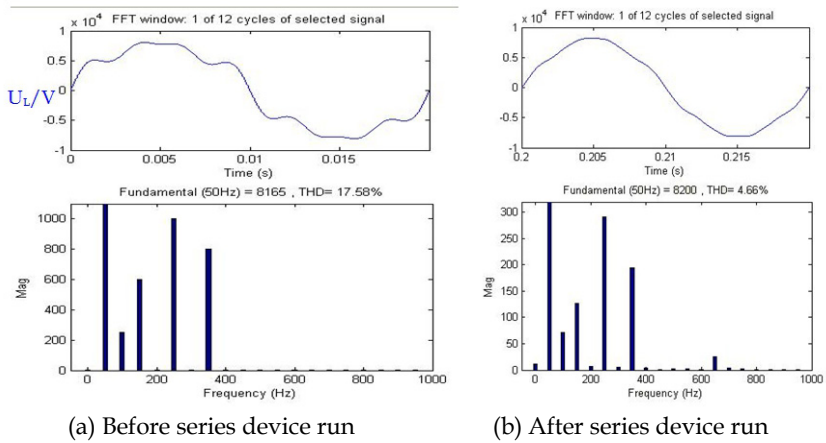 x 10⁴ FFT window: 1 of 12 cycles of selected signal
1
0.5
0
-0.5
-1
U_L/V
0 0.005 0.01 0.015
Time (s)
Fundamental (50Hz) = 8165 , THD= 17.58%
1000
800
600
400
200
0
Mag
0 200 400 600 800 1000
Frequency (Hz)
(a) Before series device run
x 10⁴ FFT window: 1 of 12 cycles of selected signal
1
0.5
0
-0.5
-1
0.2 0.205 0.21 0.215
Time (s)
Fundamental (50Hz) = 8200 , THD= 4.66%
300
250
200
150
100
50
0
Mag
0 200 400 600 800 1000
Frequency (Hz)
(b) After series device run